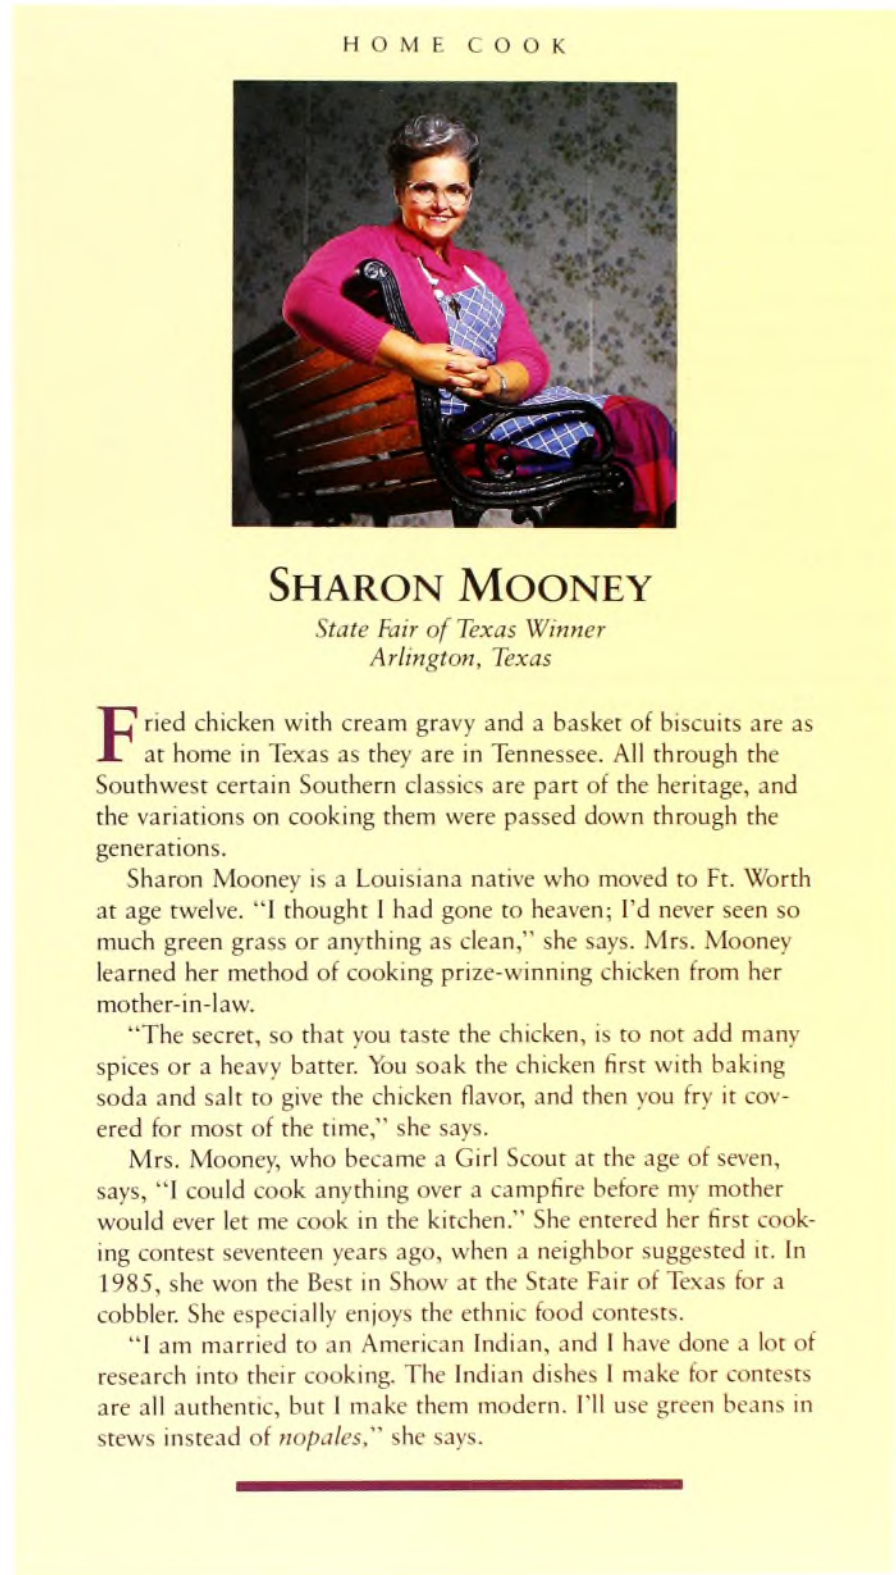 HOME COOK
SHARON MOONEY
State Fair of Texas Winner
Arlington, Texas
Fried chicken with cream gravy and a basket of biscuits are as
at home in Texas as they are in Tennessee. All through the
Southwest certain Southern classics are part of the heritage, and
the variations on cooking them were passed down through the
generations.
Sharon Mooney is a Louisiana native who moved to Ft. Worth
at age twelve. “I thought I had gone to heaven; I’d never seen so
much green grass or anything as clean,” she says. Mrs. Mooney
learned her method of cooking prize-winning chicken from her
mother-in-law.
“The secret, so that you taste the chicken, is to not add many
spices or a heavy batter. You soak the chicken first with baking
soda and salt to give the chicken flavor, and then you fry it cov-
ered for most of the time,” she says.
Mrs. Mooney, who became a Girl Scout at the age of seven,
says, “I could cook anything over a campfire before my mother
would ever let me cook in the kitchen.” She entered her first cook-
ing contest seventeen years ago, when a neighbor suggested it. In
1985, she won the Best in Show at the State Fair of Texas for a
cobbler. She especially enjoys the ethnic food contests.
“I am married to an American Indian, and I have done a lot of
research into their cooking. The Indian dishes I make for contests
are all authentic, but I make them modern. I’ll use green beans in
stews instead of nopales,” she says.